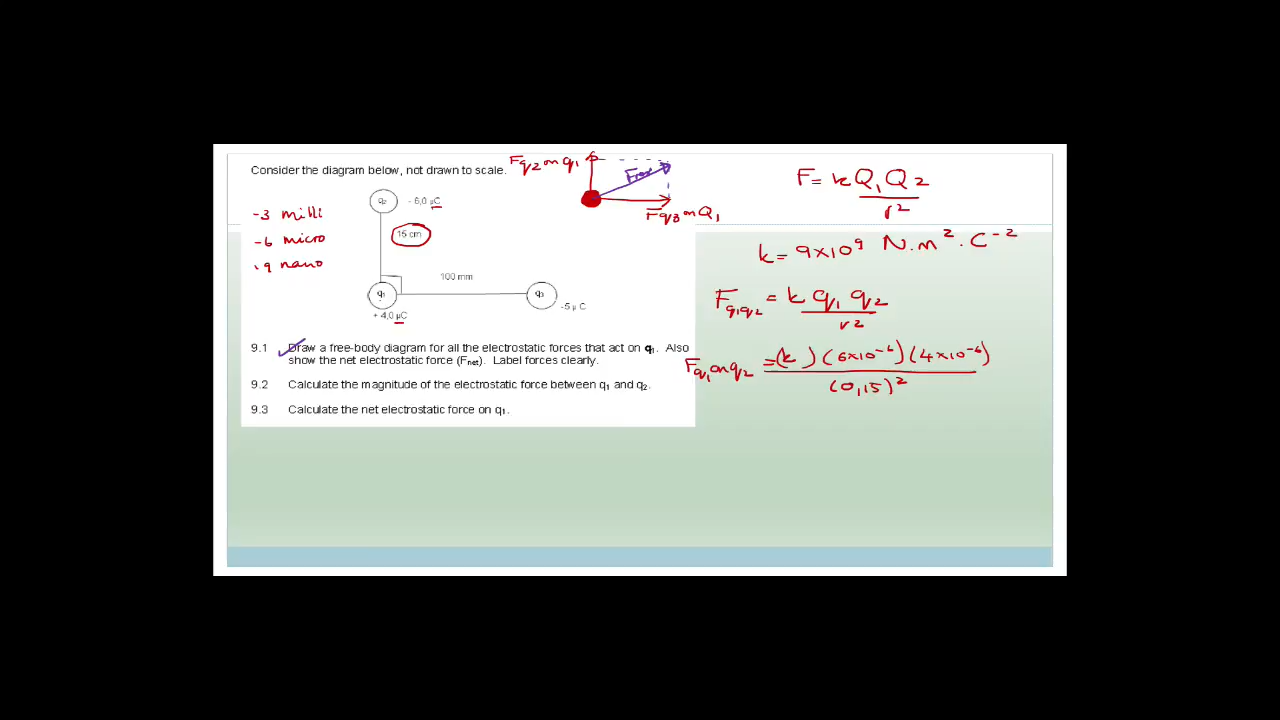 Consider the diagram below, not drawn to scale.
q₂ - 6,0 µC
15 cm
100 mm
q₁
q₃
-5 µ C
+ 4,0 µC
-3 milli
-6 micro
-9 nano
9.1 Draw a free-body diagram for all the electrostatic forces that act on q₁. Also
show the net electrostatic force (Fnet). Label forces clearly.
9.2 Calculate the magnitude of the electrostatic force between q₁ and q₂.
9.3 Calculate the net electrostatic force on q₁.
Fq2 on q1
Fnet
Fq3 on Q1
F = kQ₁Q₂
r²
k = 9×10⁹ N.m².C⁻²
Fq1q2 = k q₁ q₂
r²
Fq1 on q2 = (k) (6×10⁻⁶)(4×10⁻⁶)
(0,15)²